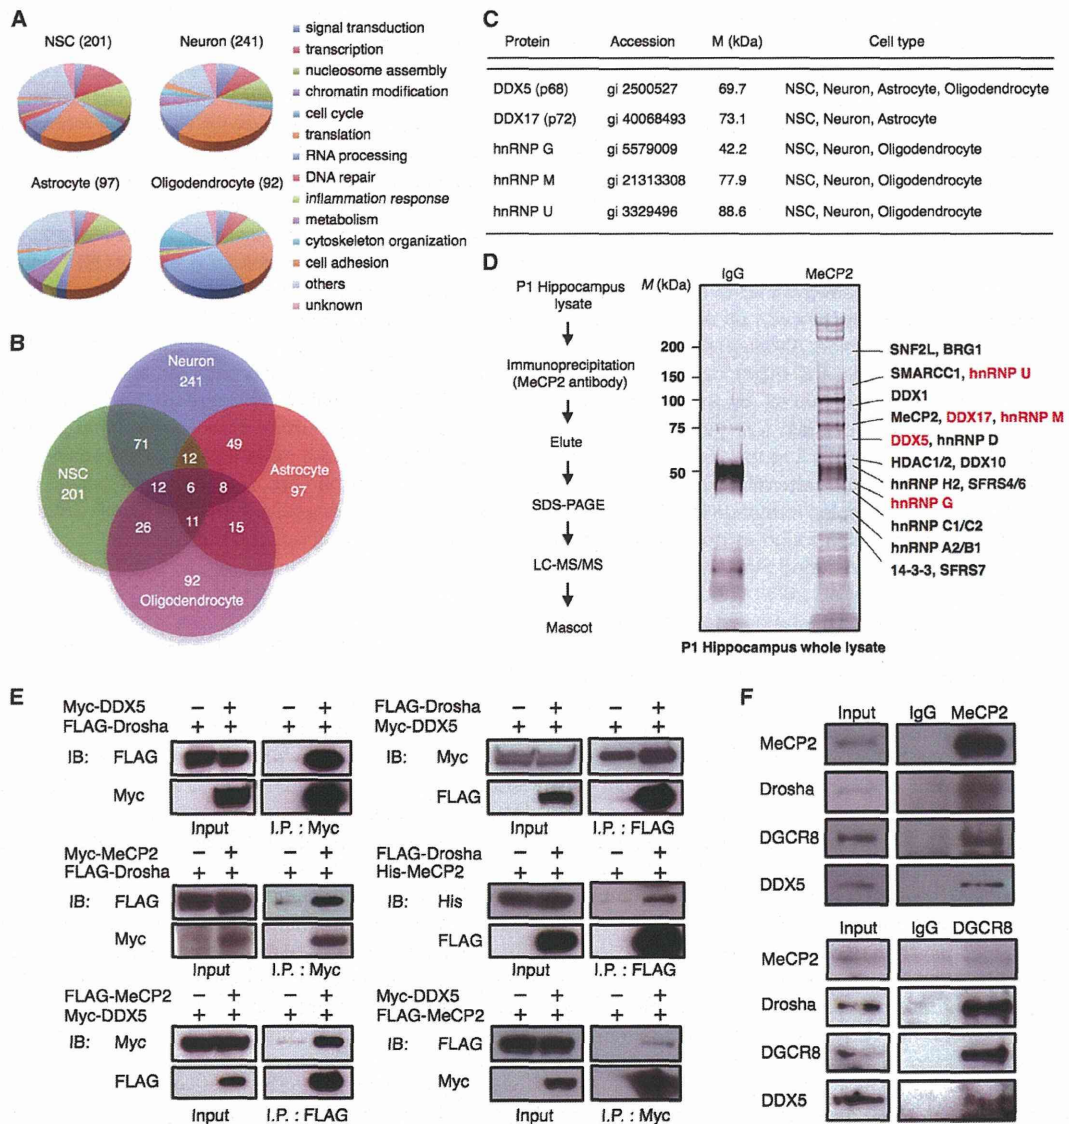 A
NSC (201)
Neuron (241)
Astrocyte (97)
Oligodendrocyte (92)
signal transduction
transcription
nucleosome assembly
chromatin modification
cell cycle
translation
RNA processing
DNA repair
inflammation response
metabolism
cytoskeleton organization
cell adhesion
others
unknown
B
Neuron
241
71
49
12
NSC
201
Astrocyte
97
12
6
8
26
11
15
92
Oligodendrocyte
C
Protein Accession M (kDa) Cell type
DDX5 (p68) gi 2500527 69.7 NSC, Neuron, Astrocyte, Oligodendrocyte
DDX17 (p72) gi 40068493 73.1 NSC, Neuron, Astrocyte
hnRNP G gi 5579009 42.2 NSC, Neuron, Oligodendrocyte
hnRNP M gi 21313308 77.9 NSC, Neuron, Oligodendrocyte
hnRNP U gi 3329496 88.6 NSC, Neuron, Oligodendrocyte
D
P1 Hippocampus
lysate
Immunoprecipitation
(MeCP2 antibody)
Elute
SDS-PAGE
LC-MS/MS
Mascot
M (kDa)
IgG MeCP2
200
150
100
75
50
SNF2L, BRG1
SMARCC1, hnRNP U
DDX1
MeCP2, DDX17, hnRNP M
DDX5, hnRNP D
HDAC1/2, DDX10
hnRNP H2, SFRS4/6
hnRNP G
hnRNP C1/C2
hnRNP A2/B1
14-3-3, SFRS7
P1 Hippocampus whole lysate
E
Myc-DDX5 – + – +
FLAG-Drosha + + + +
IB: FLAG
Myc
Input I.P. : Myc
FLAG-Drosha – + – +
Myc-DDX5 + + + +
IB: Myc
FLAG
Input I.P. : FLAG
Myc-MeCP2 – + – +
FLAG-Drosha + + + +
IB: FLAG
Myc
Input I.P. : Myc
FLAG-Drosha – + – +
His-MeCP2 + + + +
IB: His
FLAG
Input I.P. : FLAG
FLAG-MeCP2 – + – +
Myc-DDX5 + + + +
IB: Myc
FLAG
Input I.P. : FLAG
Myc-DDX5 – + – +
FLAG-MeCP2 + + + +
IB: FLAG
Myc
Input I.P. : Myc
F
Input IgG MeCP2
MeCP2
Drosha
DGCR8
DDX5
Input IgG DGCR8
MeCP2
Drosha
DGCR8
DDX5